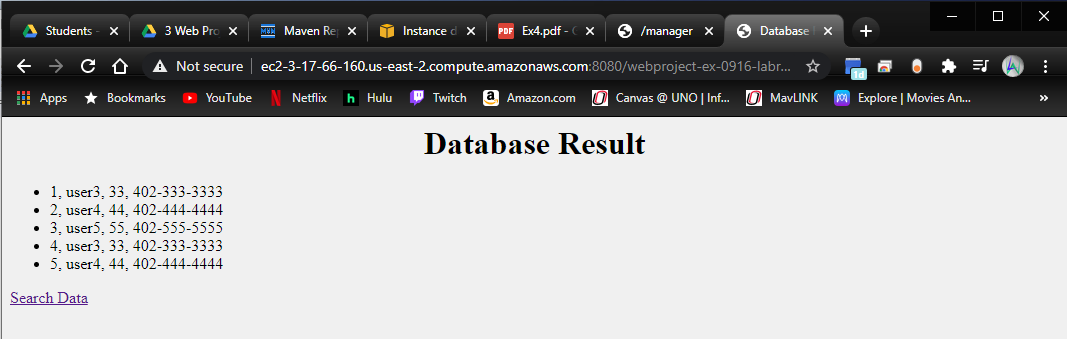 Students -
3 Web Pro
Maven Rep
Instance d
Ex4.pdf - G
/manager
Database
Not secure | ec2-3-17-66-160.us-east-2.compute.amazonaws.com:8080/webproject-ex-0916-labr...
1d
Apps
Bookmarks
YouTube
Netflix
Hulu
Twitch
Amazon.com
Canvas @ UNO | Inf...
MavLINK
Explore | Movies An...
»
Database Result
• 1, user3, 33, 402-333-3333
• 2, user4, 44, 402-444-4444
• 3, user5, 55, 402-555-5555
• 4, user3, 33, 402-333-3333
• 5, user4, 44, 402-444-4444
Search Data